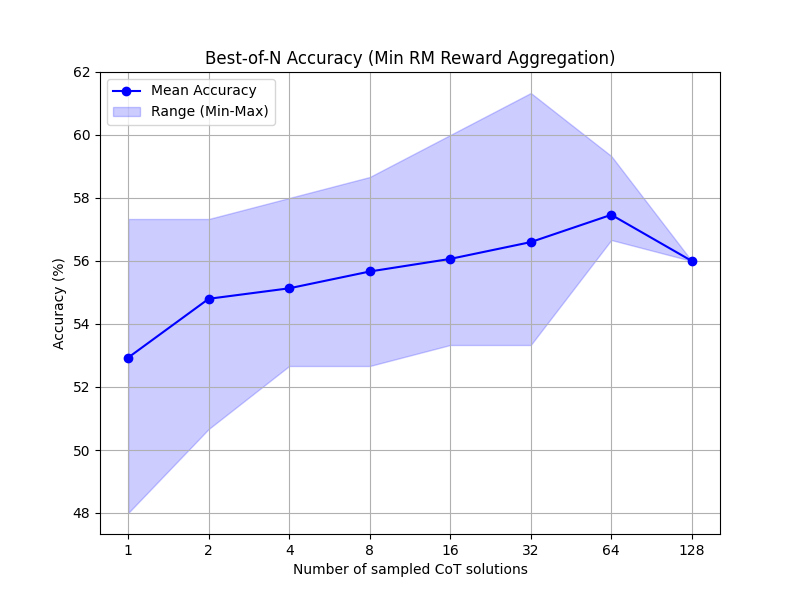 Best-of-N Accuracy (Min RM Reward Aggregation)
Mean Accuracy
Range (Min-Max)
Accuracy (%)
62
60
58
56
54
52
50
48
1 2 4 8 16 32 64 128
Number of sampled CoT solutions